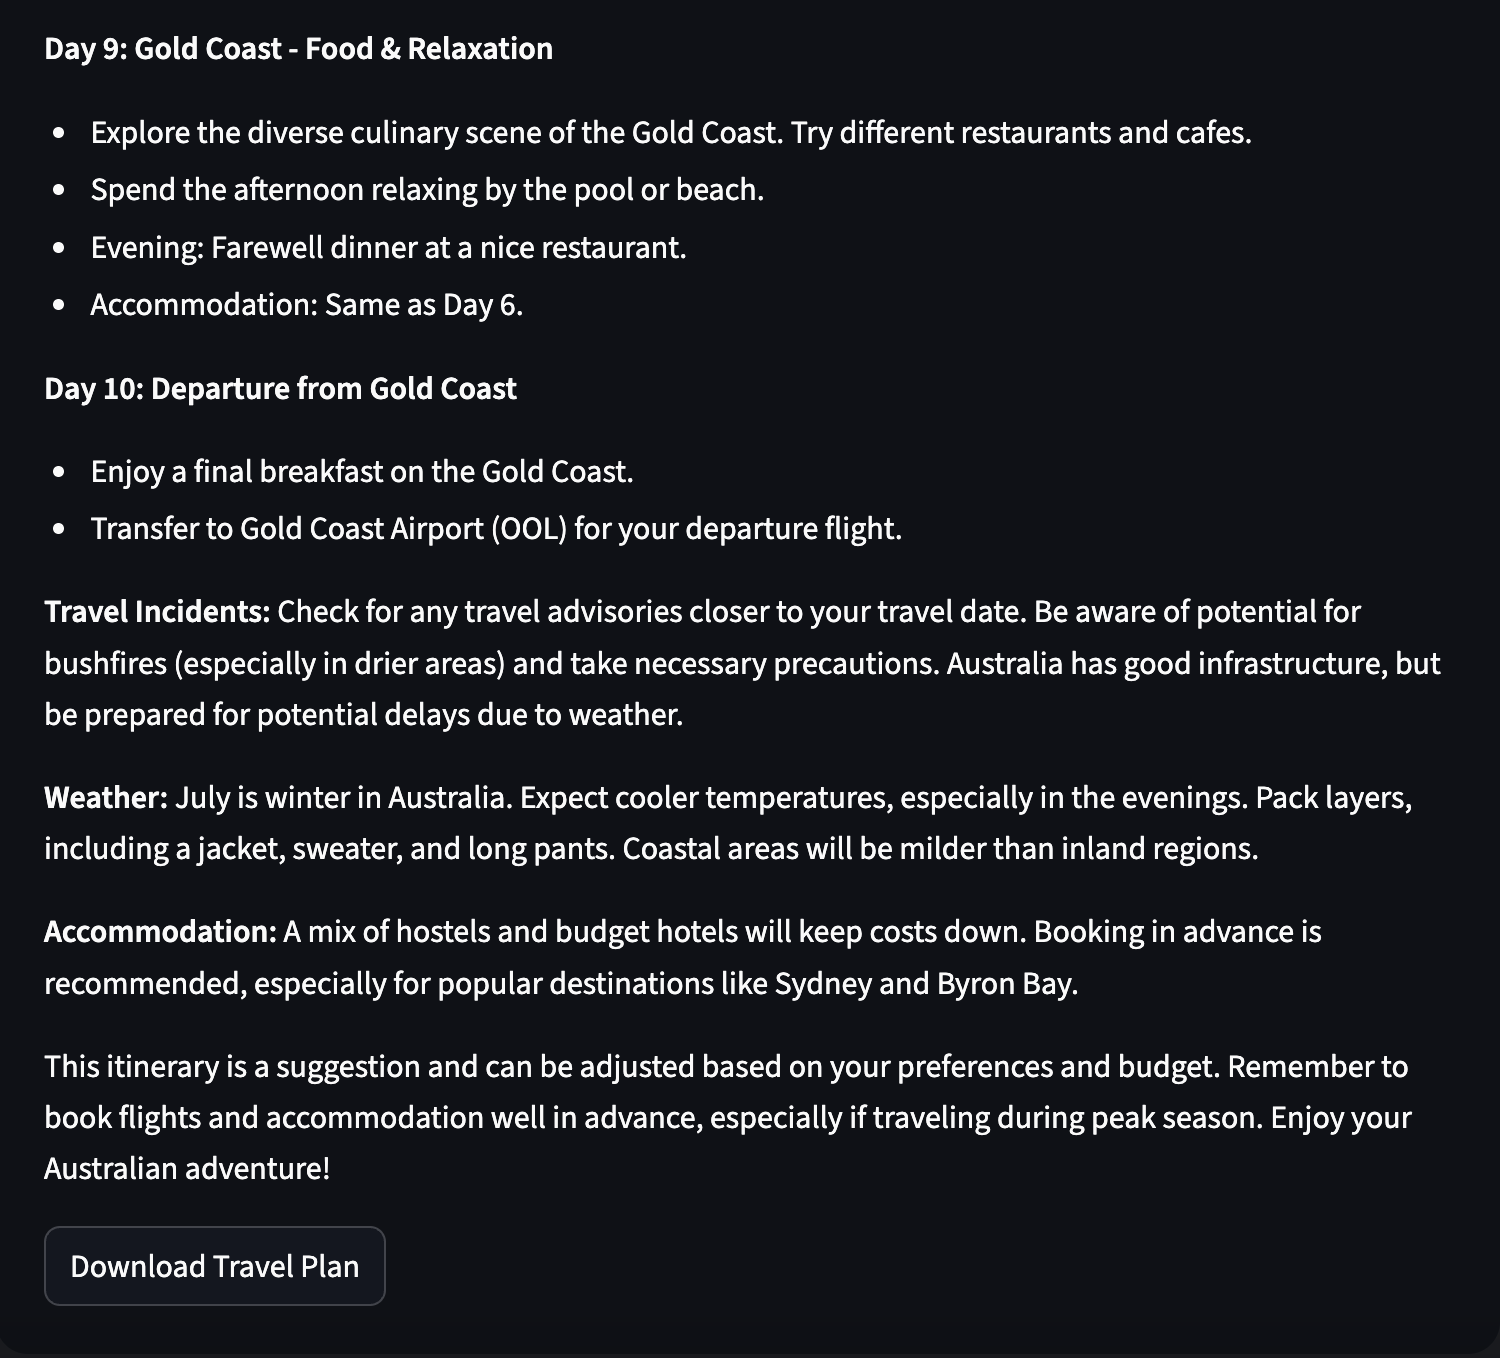 Day 9: Gold Coast - Food & Relaxation
• Explore the diverse culinary scene of the Gold Coast. Try different restaurants and cafes.
• Spend the afternoon relaxing by the pool or beach.
• Evening: Farewell dinner at a nice restaurant.
• Accommodation: Same as Day 6.
Day 10: Departure from Gold Coast
• Enjoy a final breakfast on the Gold Coast.
• Transfer to Gold Coast Airport (OOL) for your departure flight.
Travel Incidents: Check for any travel advisories closer to your travel date. Be aware of potential for
bushfires (especially in drier areas) and take necessary precautions. Australia has good infrastructure, but
be prepared for potential delays due to weather.
Weather: July is winter in Australia. Expect cooler temperatures, especially in the evenings. Pack layers,
including a jacket, sweater, and long pants. Coastal areas will be milder than inland regions.
Accommodation: A mix of hostels and budget hotels will keep costs down. Booking in advance is
recommended, especially for popular destinations like Sydney and Byron Bay.
This itinerary is a suggestion and can be adjusted based on your preferences and budget. Remember to
book flights and accommodation well in advance, especially if traveling during peak season. Enjoy your
Australian adventure!
Download Travel Plan